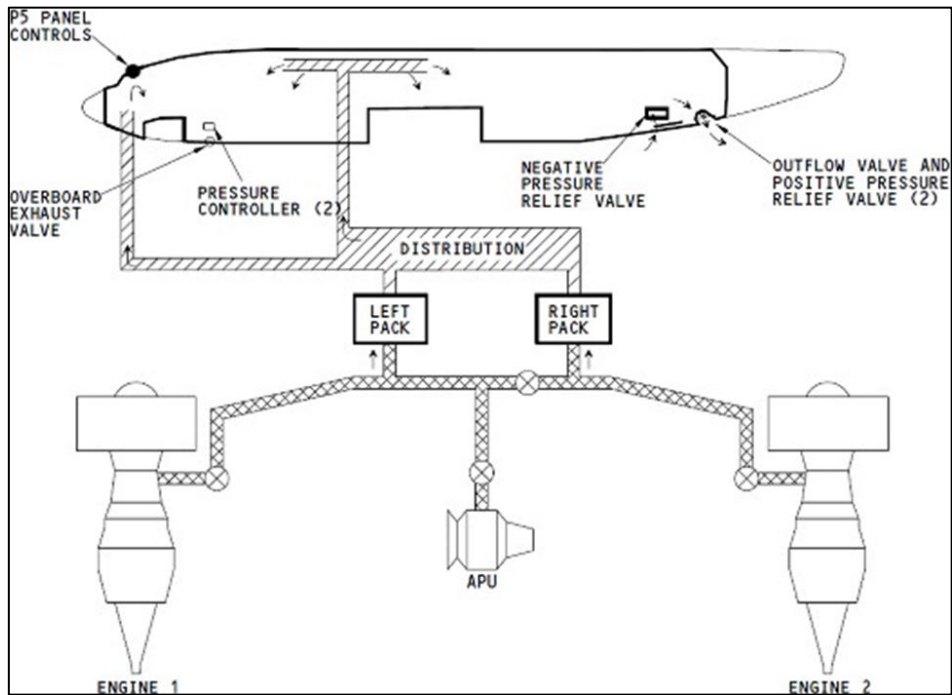 P5 PANEL
CONTROLS
OVERBOARD
EXHAUST
VALVE
PRESSURE
CONTROLLER (2)
NEGATIVE
PRESSURE
RELIEF VALVE
OUTFLOW VALVE AND
POSITIVE PRESSURE
RELIEF VALVE (2)
DISTRIBUTION
LEFT
PACK
RIGHT
PACK
APU
ENGINE 1
ENGINE 2